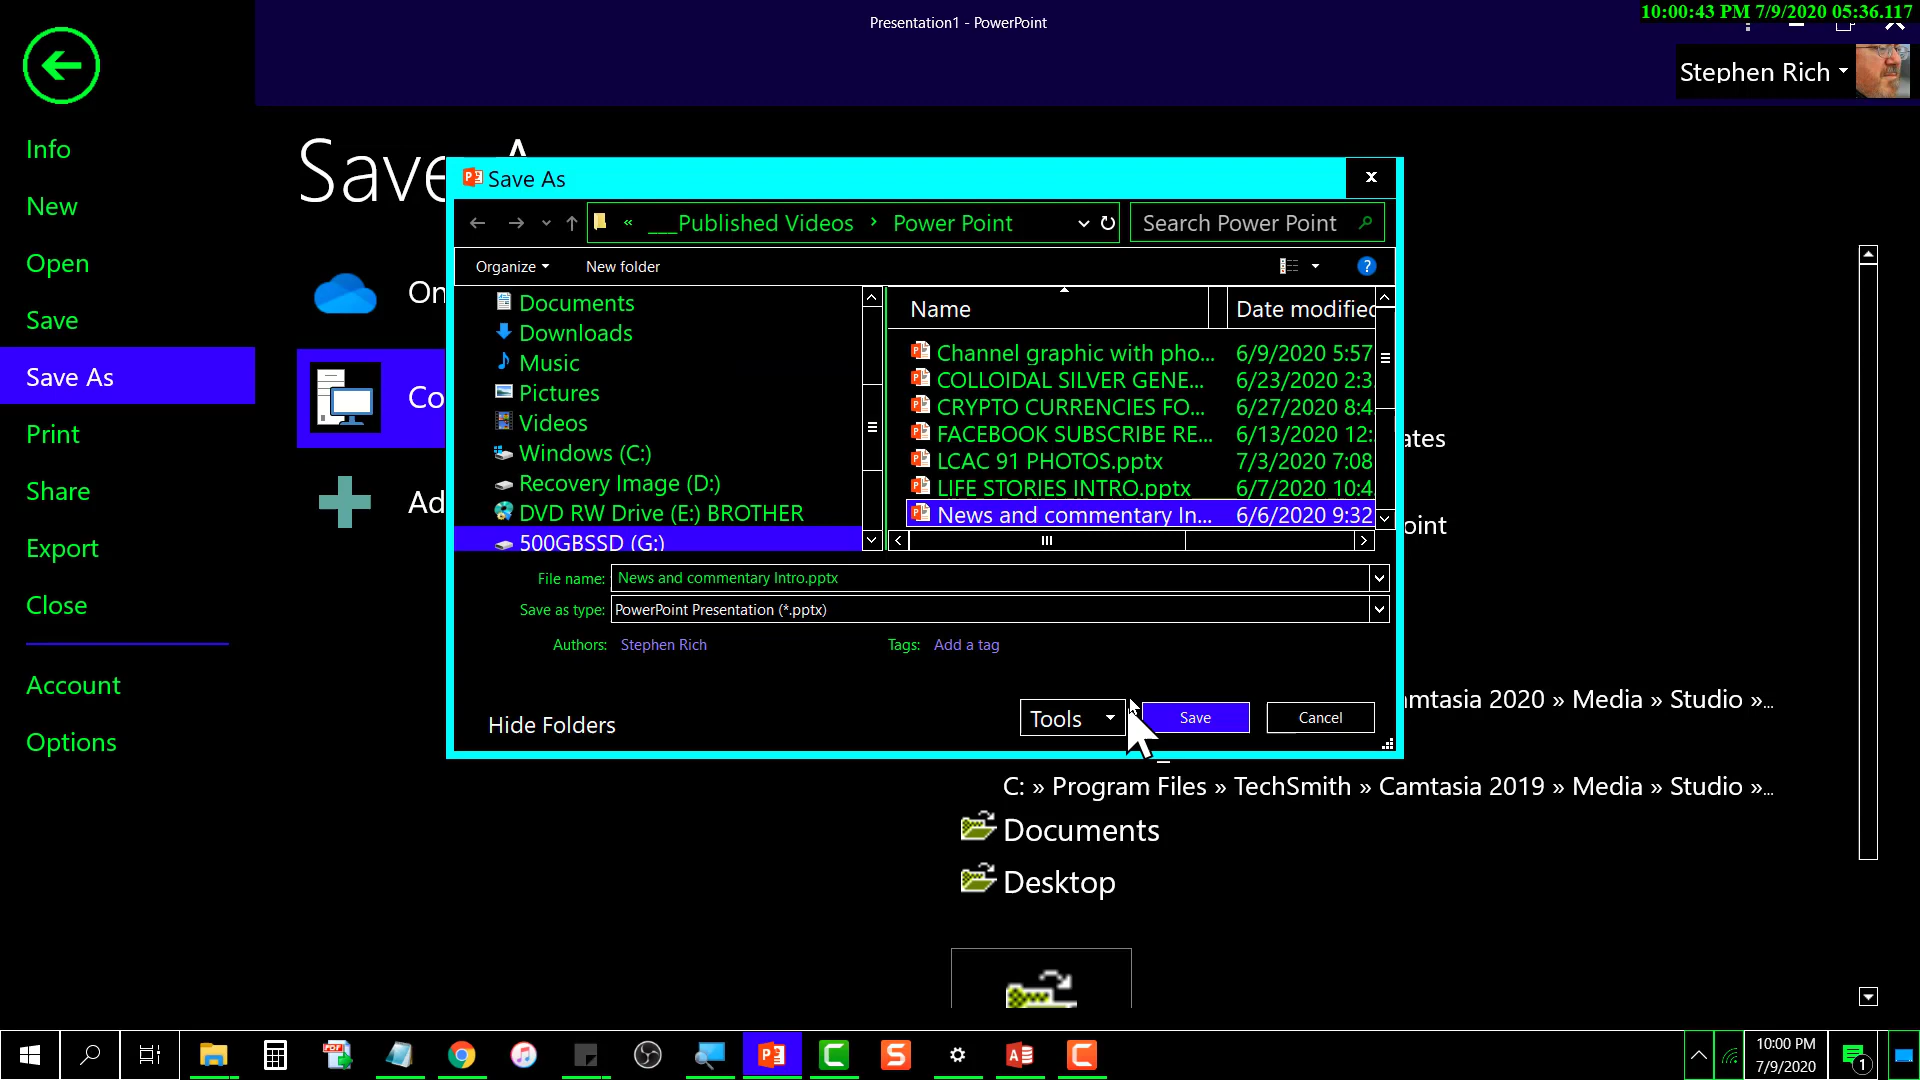 Presentation1 - PowerPoint
10:00:43 PM 7/9/2020 05:36.117
Stephen Rich
Info
New
Open
Save
Save As
Print
Share
Export
Close
Account
Options
Save A
On
Co
Ad
Save As
« ___Published Videos › Power Point
Search Power Point
Organize
New folder
?
Documents
Downloads
Music
Pictures
Videos
Windows (C:)
Recovery Image (D:)
DVD RW Drive (E:) BROTHER
500GBSSD (G:)
Name Date modified
Channel graphic with pho... 6/9/2020 5:57
COLLOIDAL SILVER GENE... 6/23/2020 2:3
CRYPTO CURRENCIES FO... 6/27/2020 8:4
FACEBOOK SUBSCRIBE RE... 6/13/2020 12:
LCAC 91 PHOTOS.pptx 7/3/2020 7:08
LIFE STORIES INTRO.pptx 6/7/2020 10:4
News and commentary In... 6/6/2020 9:32
File name: News and commentary Intro.pptx
Save as type: PowerPoint Presentation (*.pptx)
Authors: Stephen Rich
Tags: Add a tag
Hide Folders
Tools
Save
Cancel
ates
oint
mtasia 2020 » Media » Studio »...
C: » Program Files » TechSmith » Camtasia 2019 » Media » Studio »...
Documents
Desktop
10:00 PM
7/9/2020
1